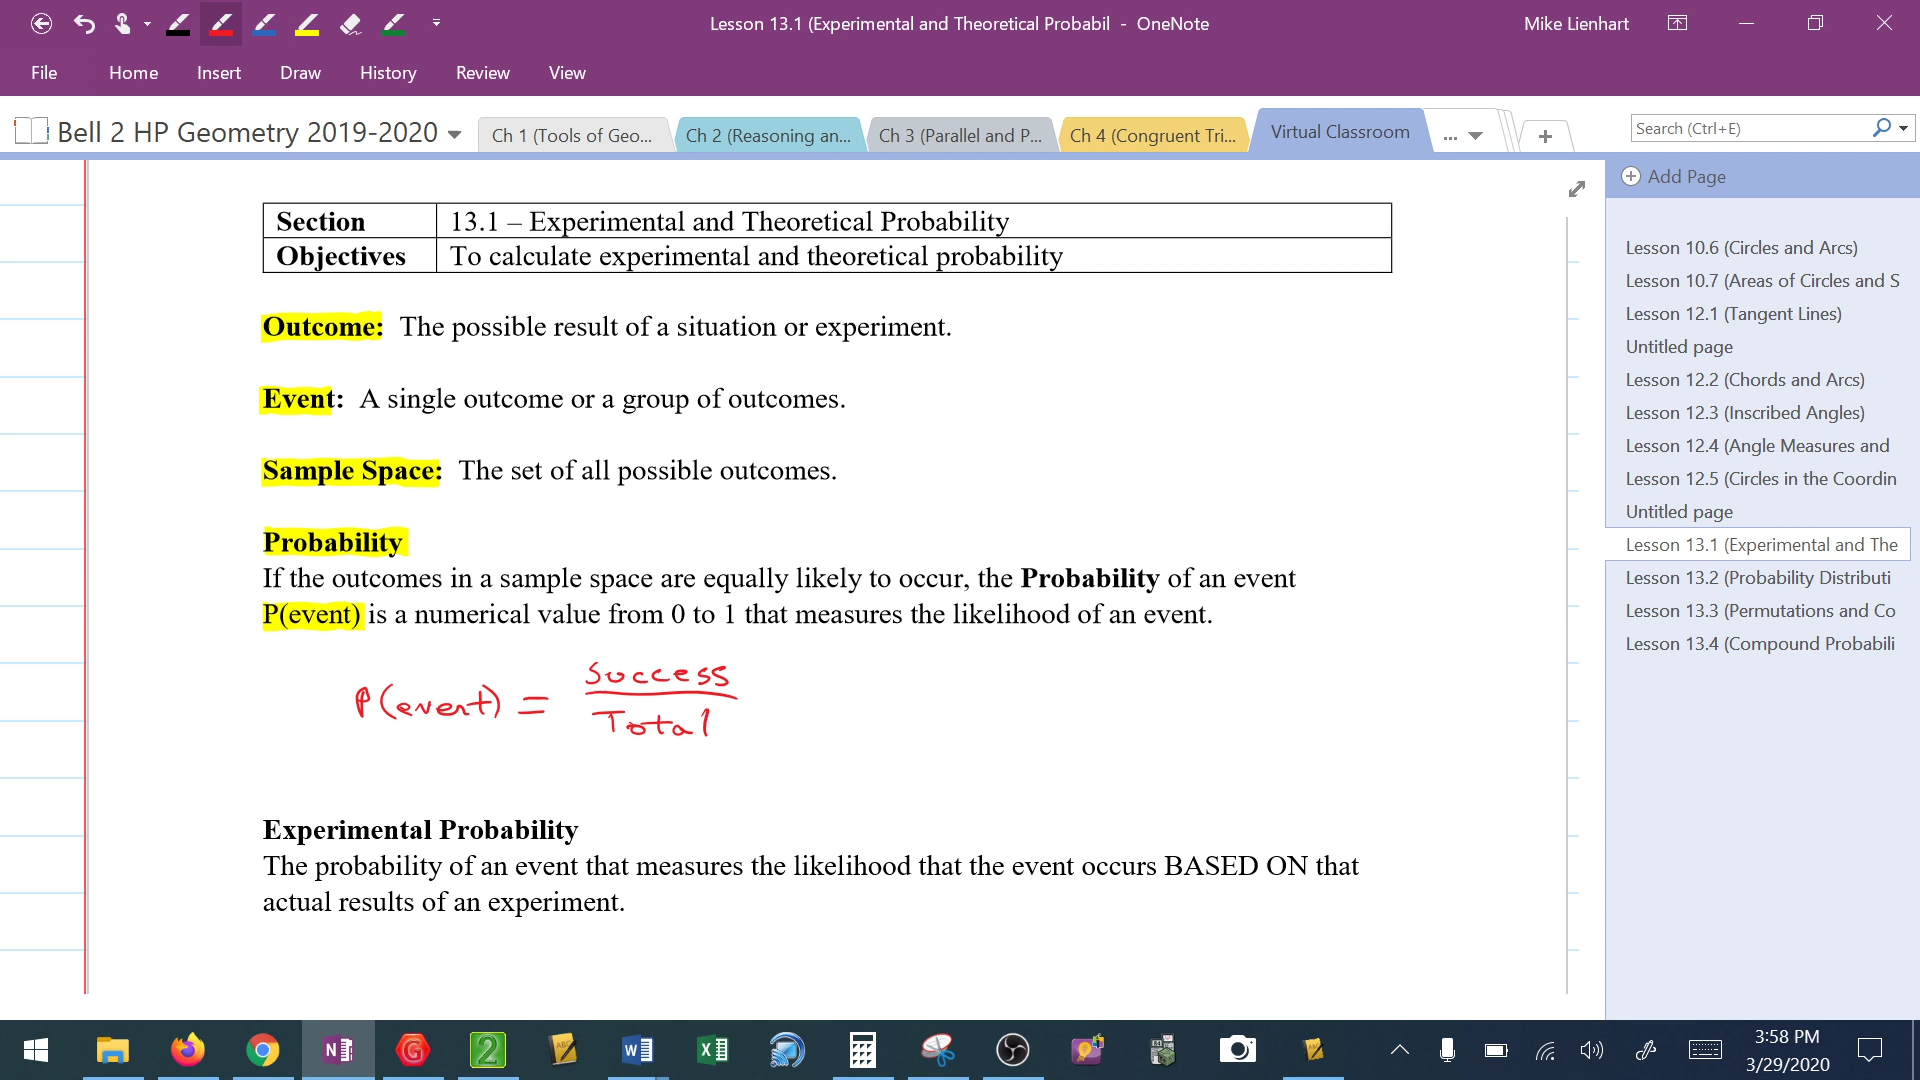 Lesson 13.1 (Experimental and Theoretical Probabil - OneNote
Mike Lienhart
File Home Insert Draw History Review View
Bell 2 HP Geometry 2019-2020
Ch 1 (Tools of Geo...
Ch 2 (Reasoning an...
Ch 3 (Parallel and P...
Ch 4 (Congruent Tri...
Virtual Classroom
...
Search (Ctrl+E)
Section 13.1 – Experimental and Theoretical Probability
Objectives To calculate experimental and theoretical probability
Outcome: The possible result of a situation or experiment.
Event: A single outcome or a group of outcomes.
Sample Space: The set of all possible outcomes.
Probability
If the outcomes in a sample space are equally likely to occur, the Probability of an event
P(event) is a numerical value from 0 to 1 that measures the likelihood of an event.
P(event) = Success
Total
Experimental Probability
The probability of an event that measures the likelihood that the event occurs BASED ON that
actual results of an experiment.
Add Page
Lesson 10.6 (Circles and Arcs)
Lesson 10.7 (Areas of Circles and S
Lesson 12.1 (Tangent Lines)
Untitled page
Lesson 12.2 (Chords and Arcs)
Lesson 12.3 (Inscribed Angles)
Lesson 12.4 (Angle Measures and
Lesson 12.5 (Circles in the Coordin
Untitled page
Lesson 13.1 (Experimental and The
Lesson 13.2 (Probability Distributi
Lesson 13.3 (Permutations and Co
Lesson 13.4 (Compound Probabili
3:58 PM
3/29/2020